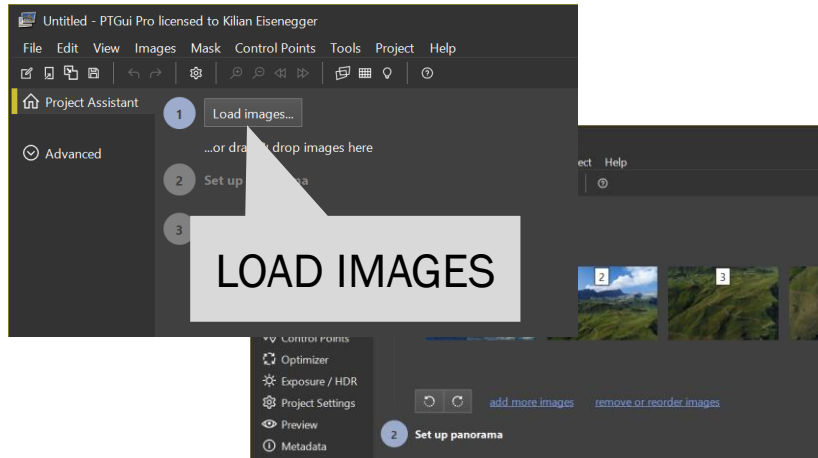 Untitled - PTGui Pro licensed to Kilian Eisenegger
File Edit View Images Mask Control Points Tools Project Help
Project Assistant
Advanced
1 Load images...
...or drop images here
2 Set up
3
LOAD IMAGES
Help
2 3
Control Points
Optimizer
Exposure / HDR
Project Settings
Preview
Metadata
add more images remove or reorder images
2 Set up panorama